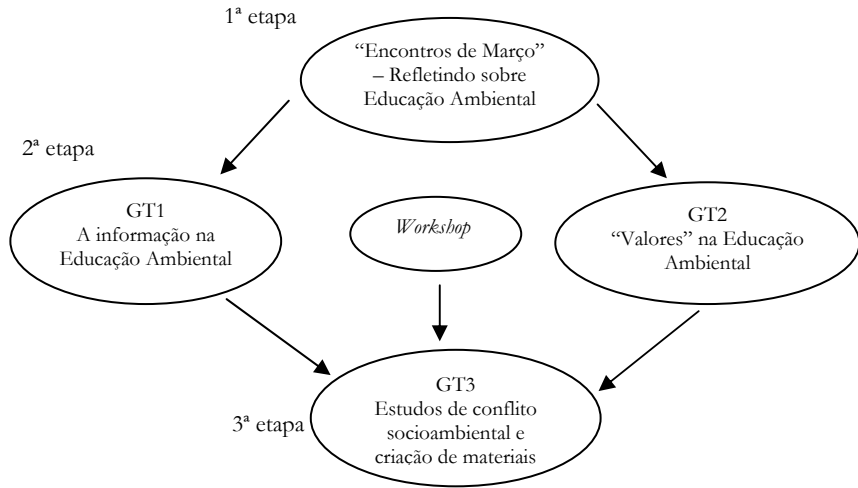 1ª etapa
“Encontros de Março”
– Refletindo sobre
Educação Ambiental
2ª etapa
GT1
A informação na
Educação Ambiental
Workshop
GT2
“Valores” na Educação
Ambiental
3ª etapa
GT3
Estudos de conflito
socioambiental e
criação de materiais